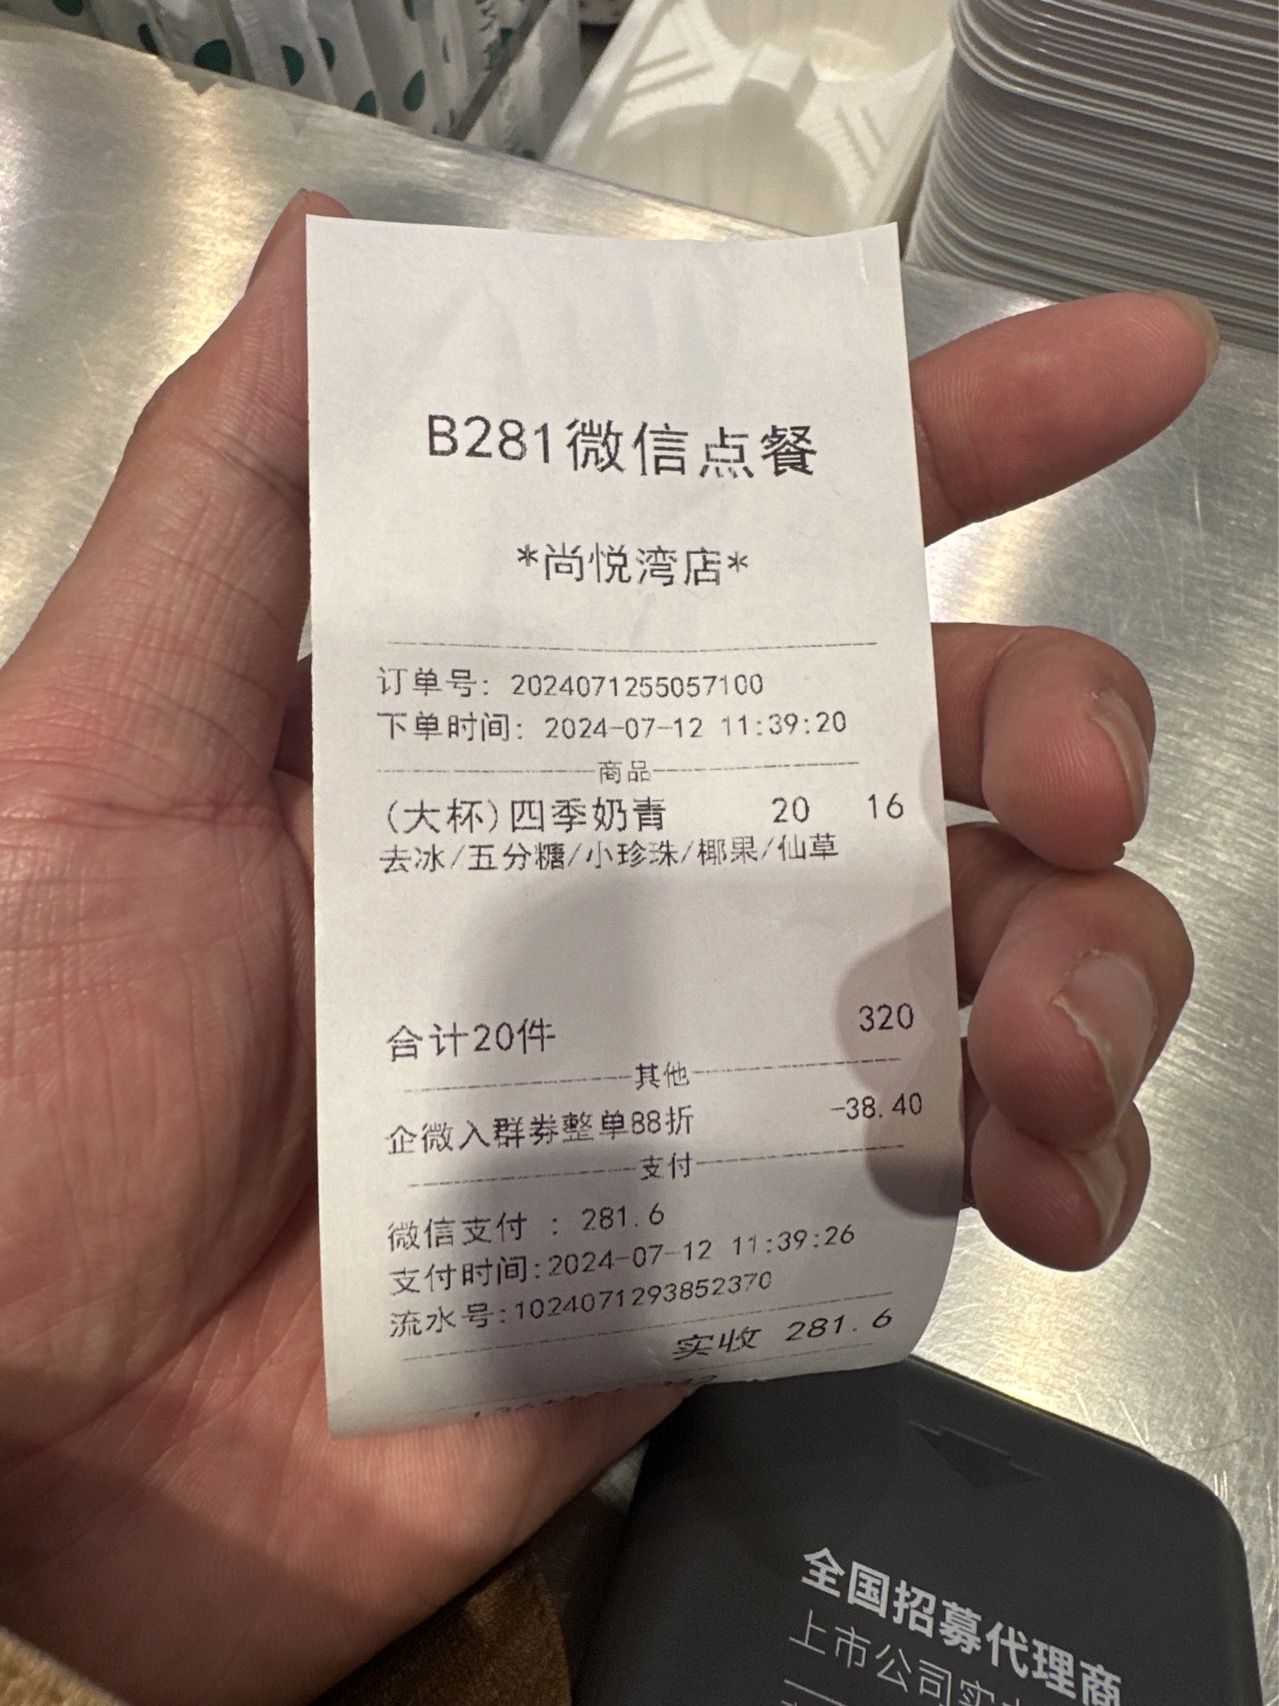 B281微信点餐
*尚悦湾店*
订单号: 2024071255057100
下单时间: 2024-07-12 11:39:20
商品
(大杯)四季奶青 20 16
去冰/五分糖/小珍珠/椰果/仙草
合计20件 320
其他
企微入群券整单88折 -38.40
支付
微信支付 : 281.6
支付时间:2024-07-12 11:39:26
流水号:1024071293852370
实收 281.6
全国招募代理商
上市公司实